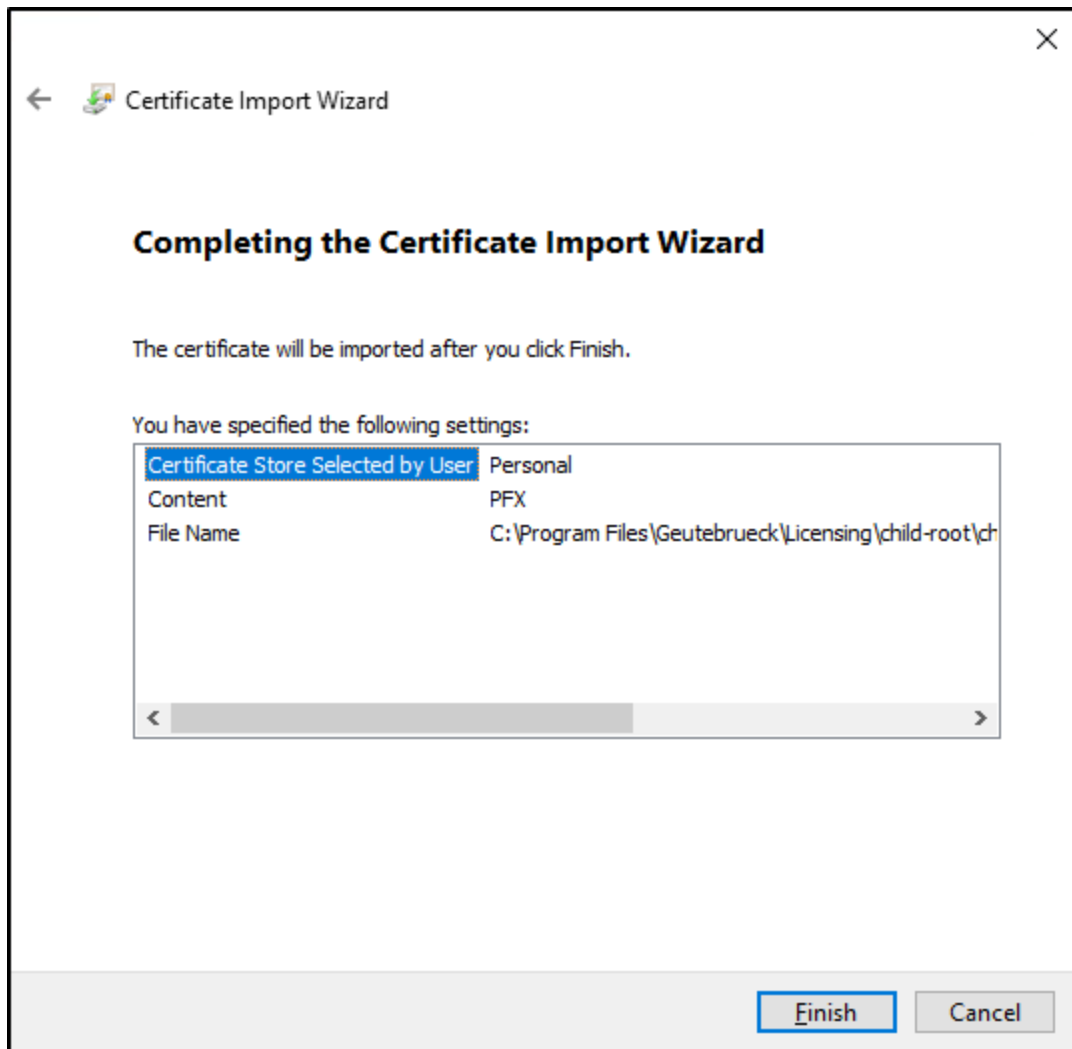 Certificate Import Wizard
Completing the Certificate Import Wizard
The certificate will be imported after you click Finish.
You have specified the following settings:
Certificate Store Selected by User Personal
Content PFX
File Name C:\Program Files\Geutebrueck\Licensing\child-root\ch
Finish Cancel